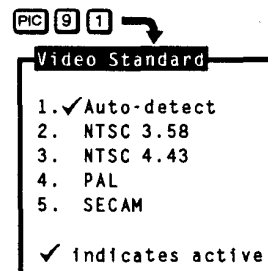 PIC 9 1
Video Standard
1.✓Auto-detect
2. NTSC 3.58
3. NTSC 4.43
4. PAL
5. SECAM
✓ indicates active